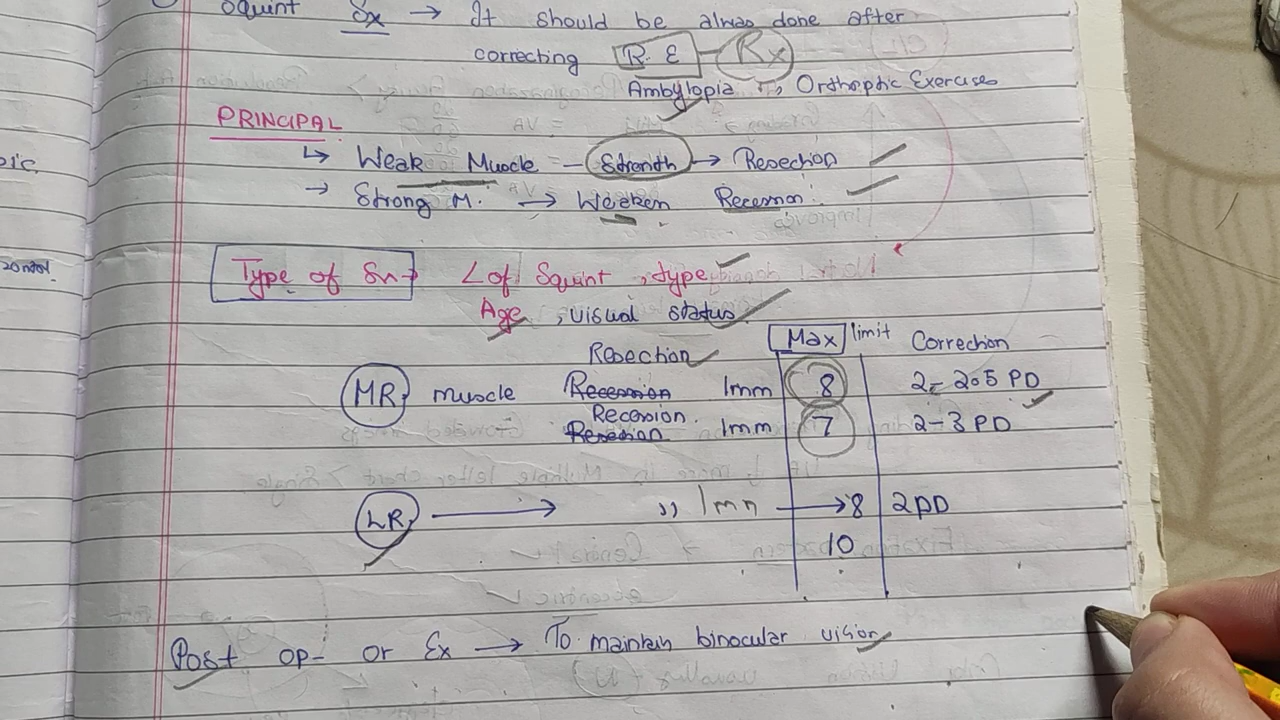 Squint Sx → It should be always done after
correcting R.E - Rx
Amblyopia, Orthoptic Exercises
PRINCIPAL
↳ Weak Muscle - Strenth → Resection
→ Strong M. → Weaken Recession
Type of Sx → ∠ of Squint, type
Age, visual status
Resection Max limit Correction
MR muscle Recession 1mm 8 2-2.5 PD
Recession
Resection 1mm 7 2-3 PD
LR → ,, 1mm → 8 2PD
10
Post op- or Ex → To maintain binocular vision
20mm